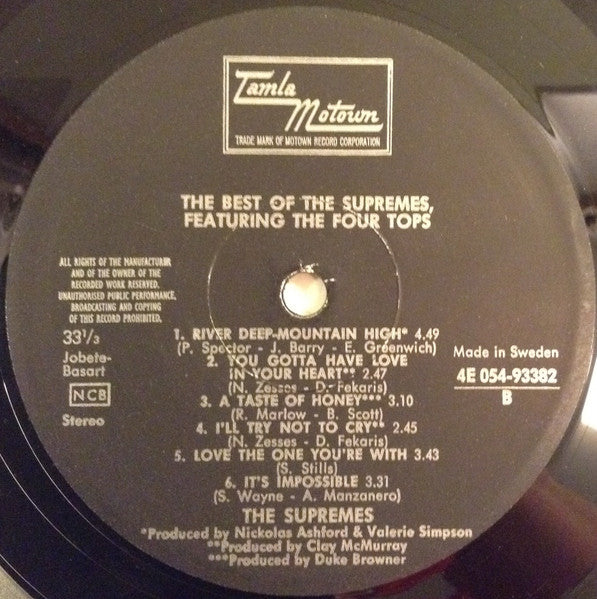 Tamla
Motown
TRADE MARK OF MOTOWN RECORD CORPORATION
THE BEST OF THE SUPREMES,
FEATURING THE FOUR TOPS
ALL RIGHTS OF THE MANUFACTURER
AND OF THE OWNER OF THE
RECORDED WORK RESERVED.
UNAUTHORISED PUBLIC PERFORMANCE,
BROADCASTING AND COPYING
OF THIS RECORD PROHIBITED.
33⅓
Jobete-
Basart
NCB
Stereo
1. RIVER DEEP-MOUNTAIN HIGH* 4.49
(P. Spector - J. Barry - E. Greenwich)
2. YOU GOTTA HAVE LOVE
IN YOUR HEART** 2.47
(N. Zesses - D. Fekaris)
3. A TASTE OF HONEY*** 3.10
(R. Marlow - B. Scott)
4. I'LL TRY NOT TO CRY** 2.45
(N. Zesses - D. Fekaris)
5. LOVE THE ONE YOU'RE WITH 3.43
(S. Stills)
6. IT'S IMPOSSIBLE 3.31
(S. Wayne - A. Manzanero)
THE SUPREMES
*Produced by Nickolas Ashford & Valerie Simpson
**Produced by Clay McMurray
***Produced by Duke Browner
Made in Sweden
4E 054-93382
B